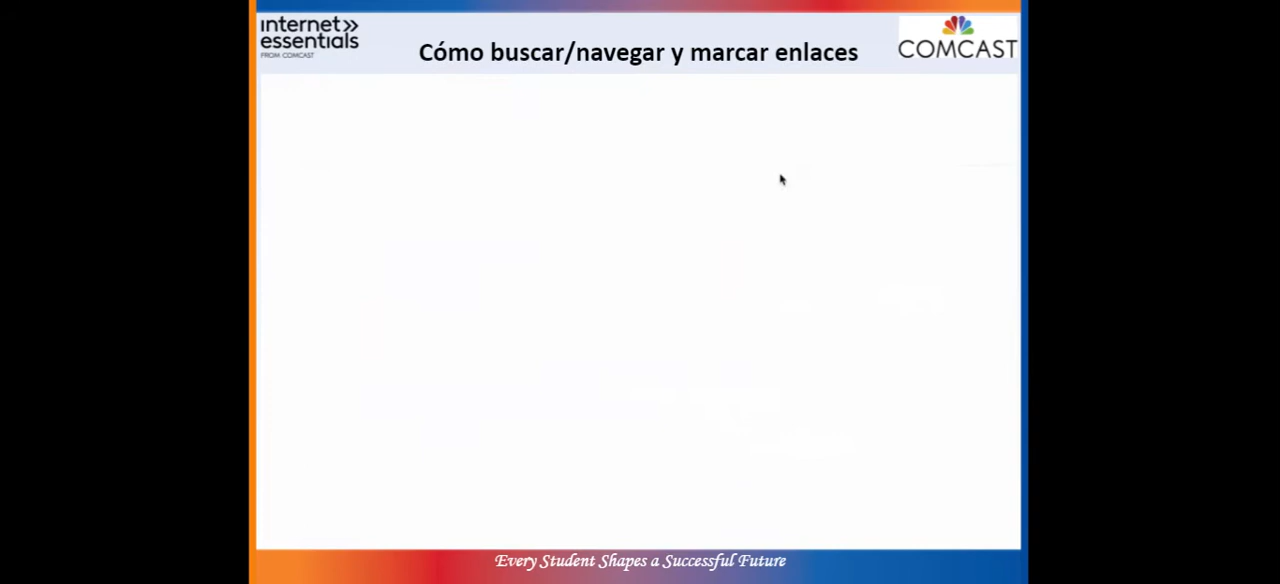 internet»
essentials
FROM COMCAST
Cómo buscar/navegar y marcar enlaces
COMCAST
Every Student Shapes a Successful Future